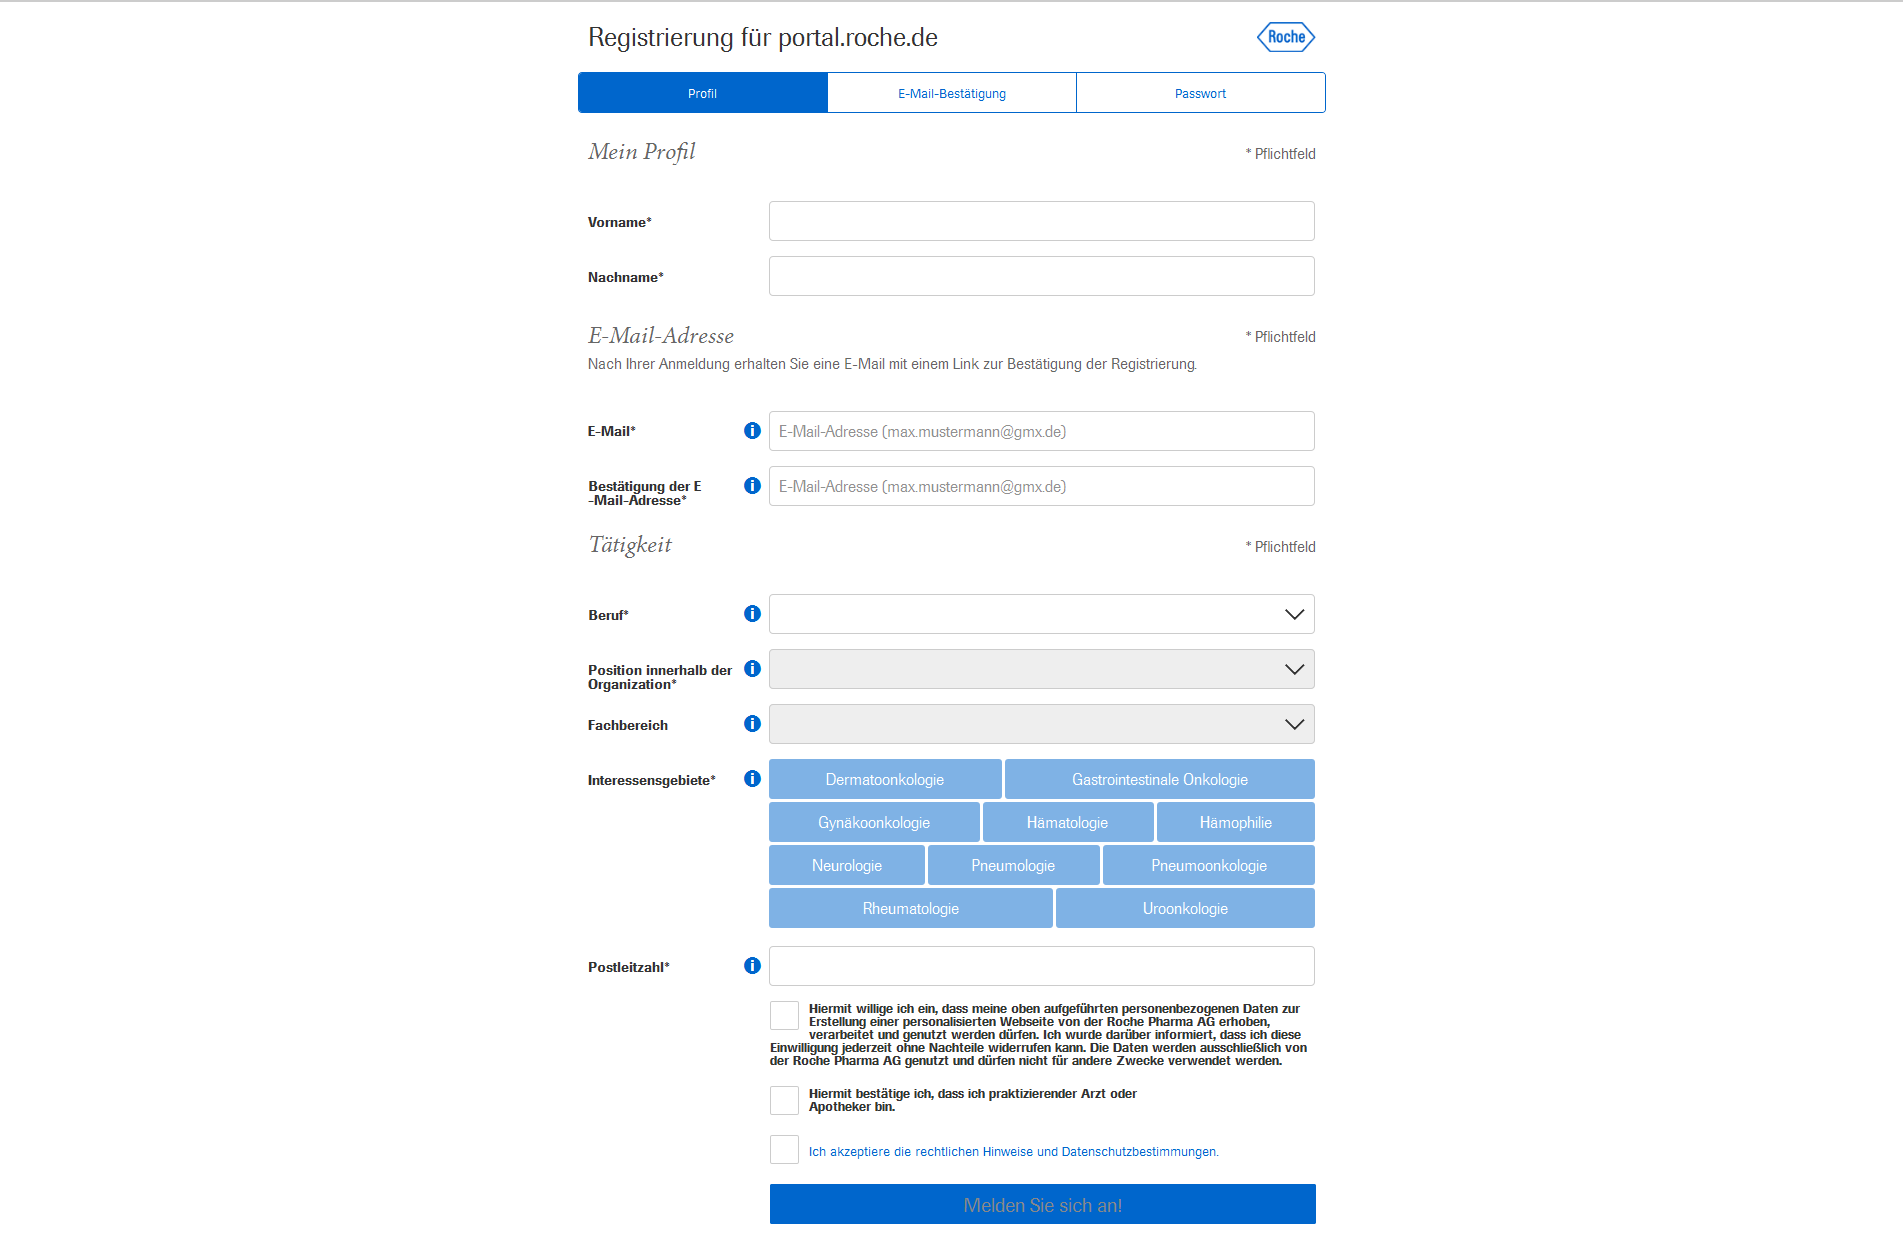 Registrierung für portal.roche.de
Roche
Profil
E-Mail-Bestätigung
Passwort
Mein Profil
* Pflichtfeld
Vorname*
Nachname*
E-Mail-Adresse
* Pflichtfeld
Nach Ihrer Anmeldung erhalten Sie eine E-Mail mit einem Link zur Bestätigung der Registrierung.
E-Mail*
E-Mail-Adresse (max.mustermann@gmx.de)
Bestätigung der E
-Mail-Adresse*
E-Mail-Adresse (max.mustermann@gmx.de)
Tätigkeit
* Pflichtfeld
Beruf*
Position innerhalb der
Organization*
Fachbereich
Interessensgebiete*
Dermatoonkologie
Gastrointestinale Onkologie
Gynäkoonkologie
Hämatologie
Hämophilie
Neurologie
Pneumologie
Pneumoonkologie
Rheumatologie
Uroonkologie
Postleitzahl*
Hiermit willige ich ein, dass meine oben aufgeführten personenbezogenen Daten zur
Erstellung einer personalisierten Webseite von der Roche Pharma AG erhoben,
verarbeitet und genutzt werden dürfen. Ich wurde darüber informiert, dass ich diese
Einwilligung jederzeit ohne Nachteile widerrufen kann. Die Daten werden ausschließlich von
der Roche Pharma AG genutzt und dürfen nicht für andere Zwecke verwendet werden.
Hiermit bestätige ich, dass ich praktizierender Arzt oder
Apotheker bin.
Ich akzeptiere die rechtlichen Hinweise und Datenschutzbestimmungen.
Melden Sie sich an!